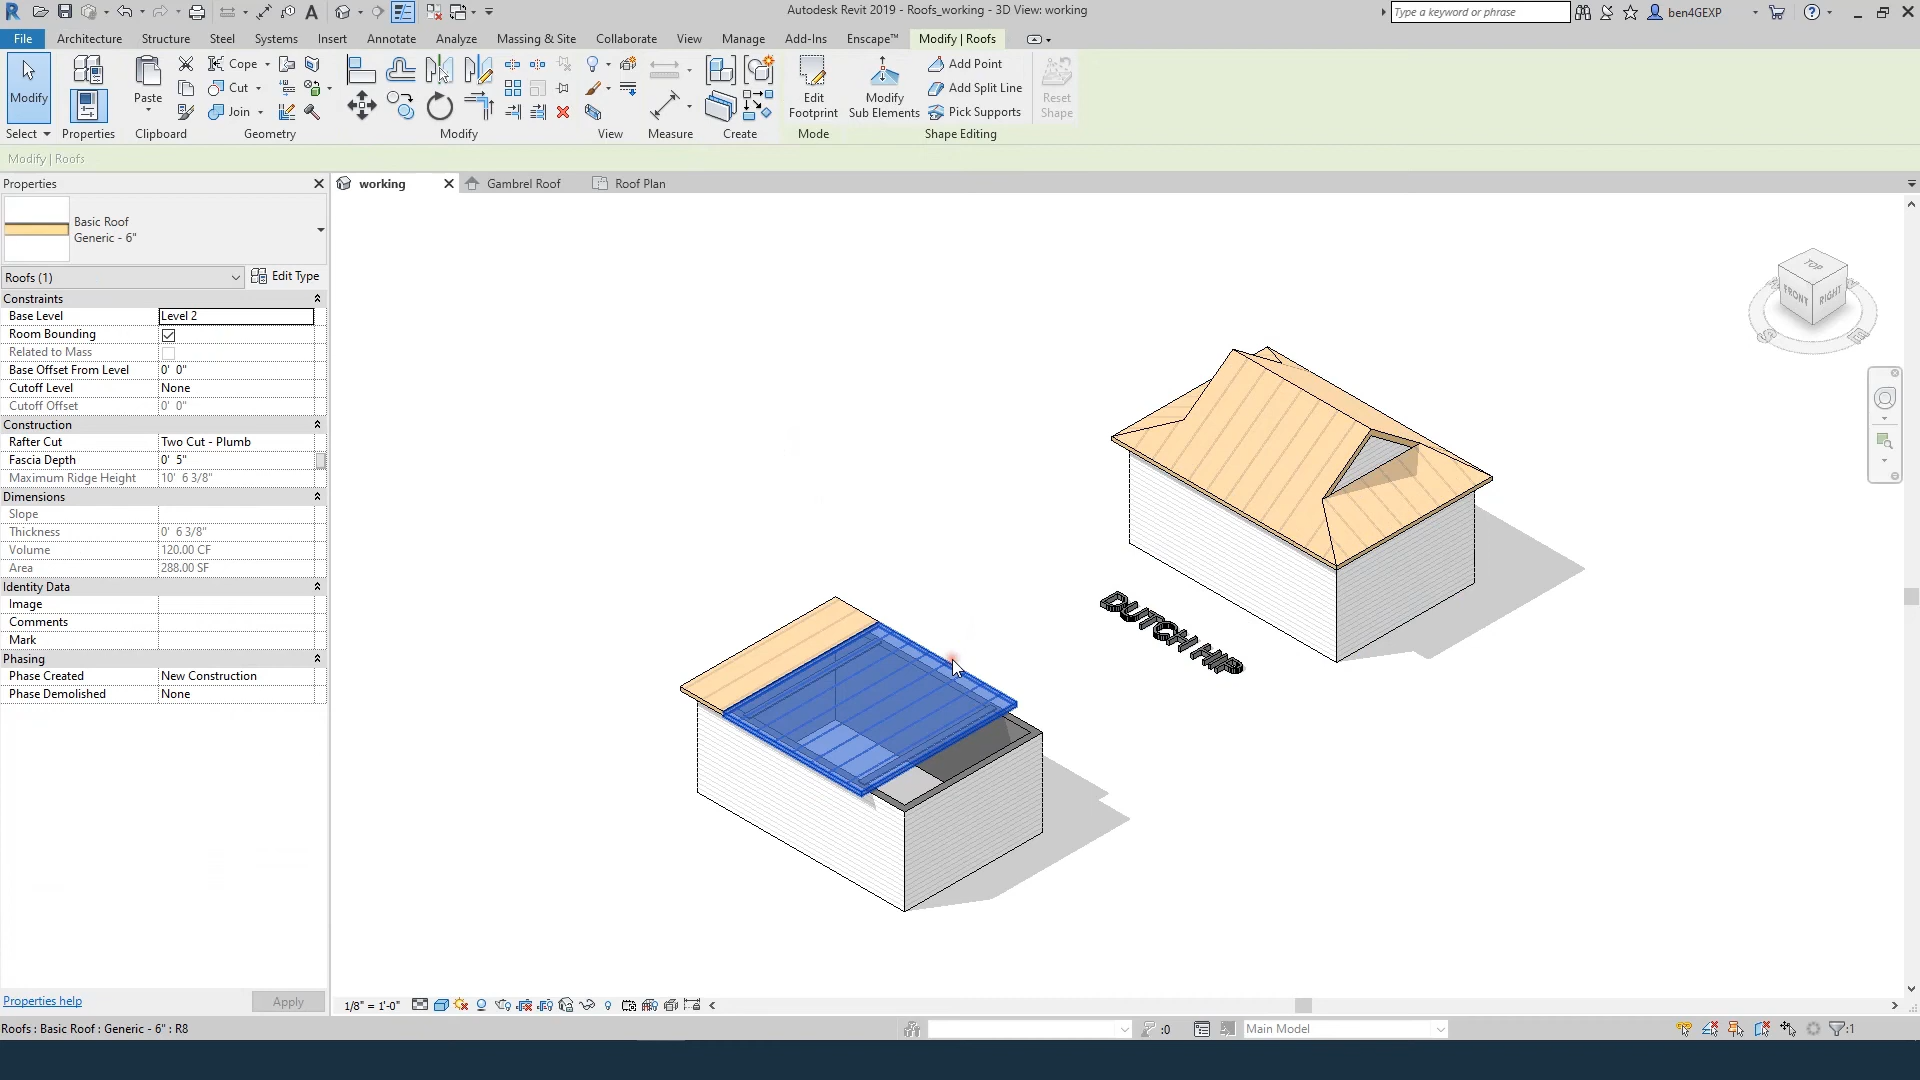 Autodesk Revit 2019 - Roofs_working - 3D View: working
Type a keyword or phrase
ben4GEXP
File Architecture Structure Steel Systems Insert Annotate Analyze Massing & Site Collaborate View Manage Add-Ins Enscape™ Modify | Roofs
Modify
Paste
Cope
Cut
Join
Edit
Footprint
Modify
Sub Elements
Add Point
Add Split Line
Pick Supports
Reset
Shape
Select Properties Clipboard Geometry Modify View Measure Create Mode Shape Editing
Modify | Roofs
Properties
working
Gambrel Roof
Roof Plan
Basic Roof
Generic - 6"
Roofs (1)
Edit Type
Constraints
Base Level Level 2
Room Bounding
Related to Mass
Base Offset From Level 0' 0"
Cutoff Level None
Cutoff Offset 0' 0"
Construction
Rafter Cut Two Cut - Plumb
Fascia Depth 0' 5"
Maximum Ridge Height 10' 6 3/8"
Dimensions
Slope
Thickness 0' 6 3/8"
Volume 120.00 CF
Area 288.00 SF
Identity Data
Image
Comments
Mark
Phasing
Phase Created New Construction
Phase Demolished None
TOP
FRONT
RIGHT
S
E
DUTCH HIP
Properties help
Apply
1/8" = 1'-0"
Roofs : Basic Roof : Generic - 6" : R8
:0
Main Model
:1